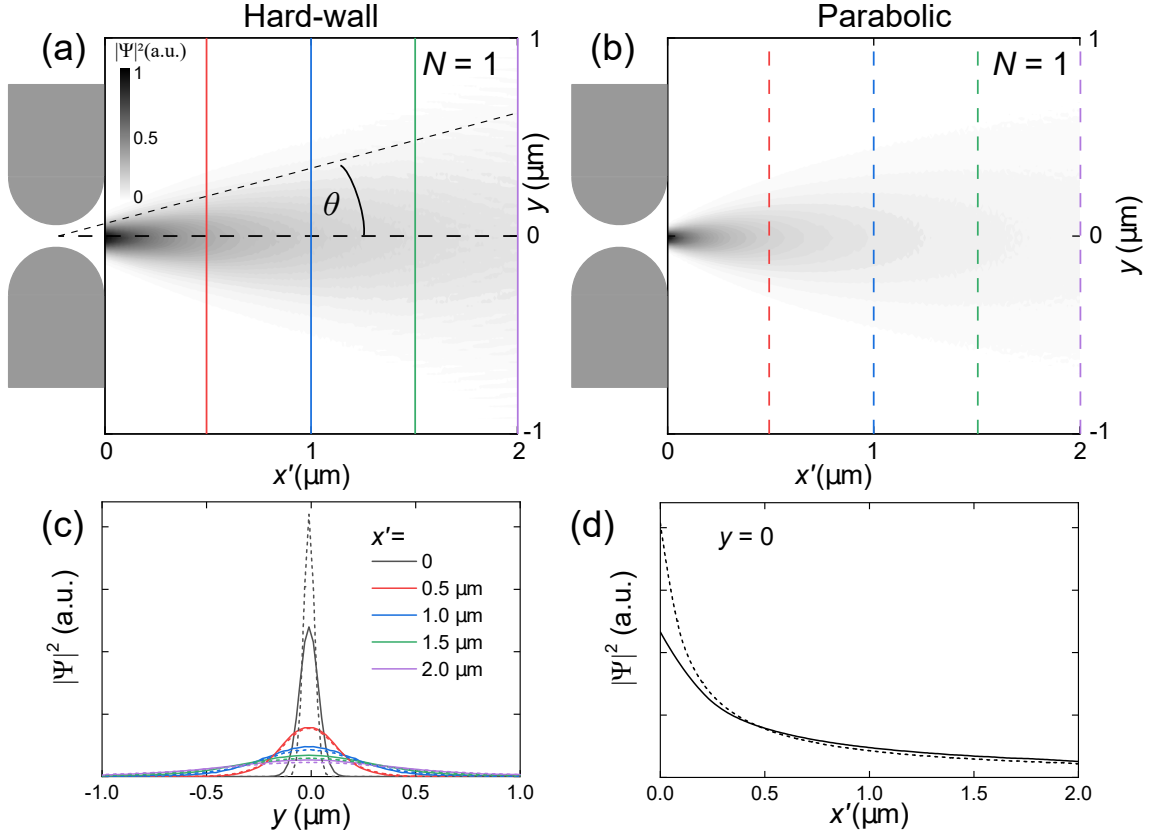 Hard-wall
Parabolic
(a)
|Ψ|²(a.u.)
1
0.5
0
N = 1
θ
1
0
-1
y (µm)
0
1
2
x′(µm)
(b)
N = 1
1
0
-1
y (µm)
0
1
2
x′(µm)
(c)
|Ψ|² (a.u.)
x′=
0
0.5 µm
1.0 µm
1.5 µm
2.0 µm
-1.0
-0.5
0.0
0.5
1.0
y (µm)
(d)
|Ψ|² (a.u.)
y = 0
0.0
0.5
1.0
1.5
2.0
x′(µm)